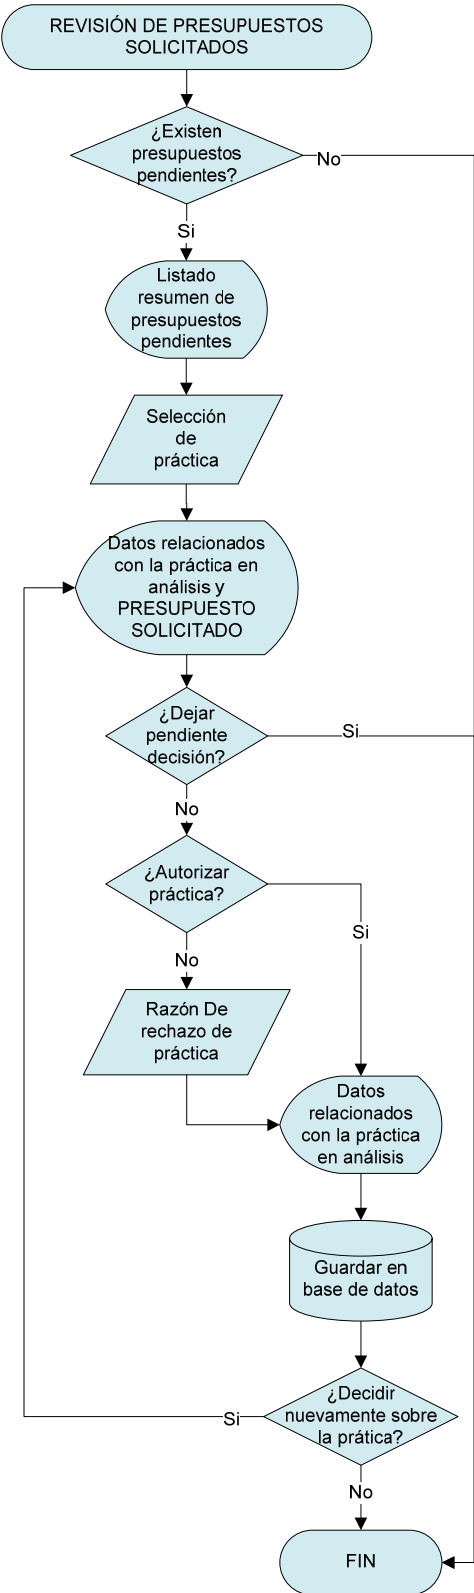 REVISIÓN DE PRESUPUESTOS
SOLICITADOS
¿Existen
presupuestos
pendientes?
No
Si
Listado
resumen de
presupuestos
pendientes
Selección
de
práctica
Datos relacionados
con la práctica en
análisis y
PRESUPUESTO
SOLICITADO
¿Dejar
pendiente
decisión?
Si
No
¿Autorizar
práctica?
Si
No
Razón De
rechazo de
práctica
Datos
relacionados
con la práctica
en análisis
Guardar en
base de datos
¿Decidir
nuevamente sobre
la prática?
Si
No
FIN